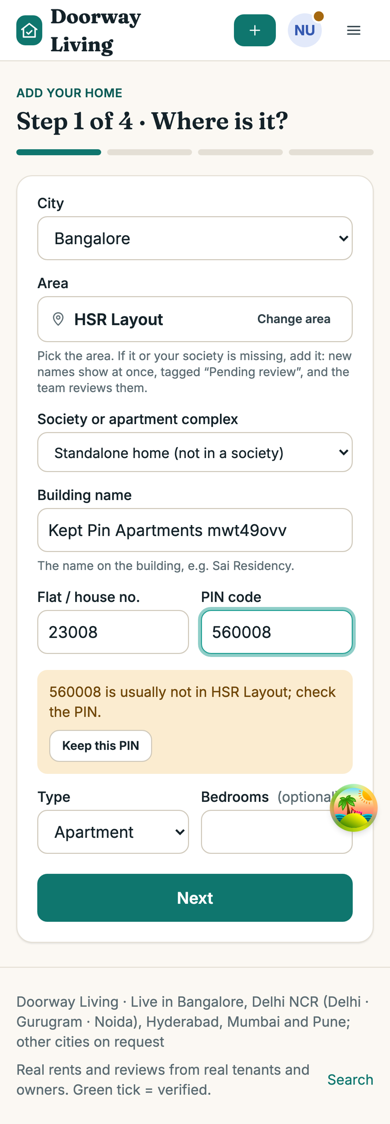 Doorway
Living
NU
ADD YOUR HOME
Step 1 of 4 · Where is it?
City
Bangalore
Area
HSR Layout
Change area
Pick the area. If it or your society is missing, add it: new
names show at once, tagged “Pending review”, and the
team reviews them.
Society or apartment complex
Standalone home (not in a society)
Building name
Kept Pin Apartments mwt49ovv
The name on the building, e.g. Sai Residency.
Flat / house no.
PIN code
23008
560008
560008 is usually not in HSR Layout; check
the PIN.
Keep this PIN
Type
Bedrooms (optional
Apartment
Next
Doorway Living · Live in Bangalore, Delhi NCR (Delhi ·
Gurugram · Noida), Hyderabad, Mumbai and Pune;
other cities on request
Real rents and reviews from real tenants and
owners. Green tick = verified.
Search